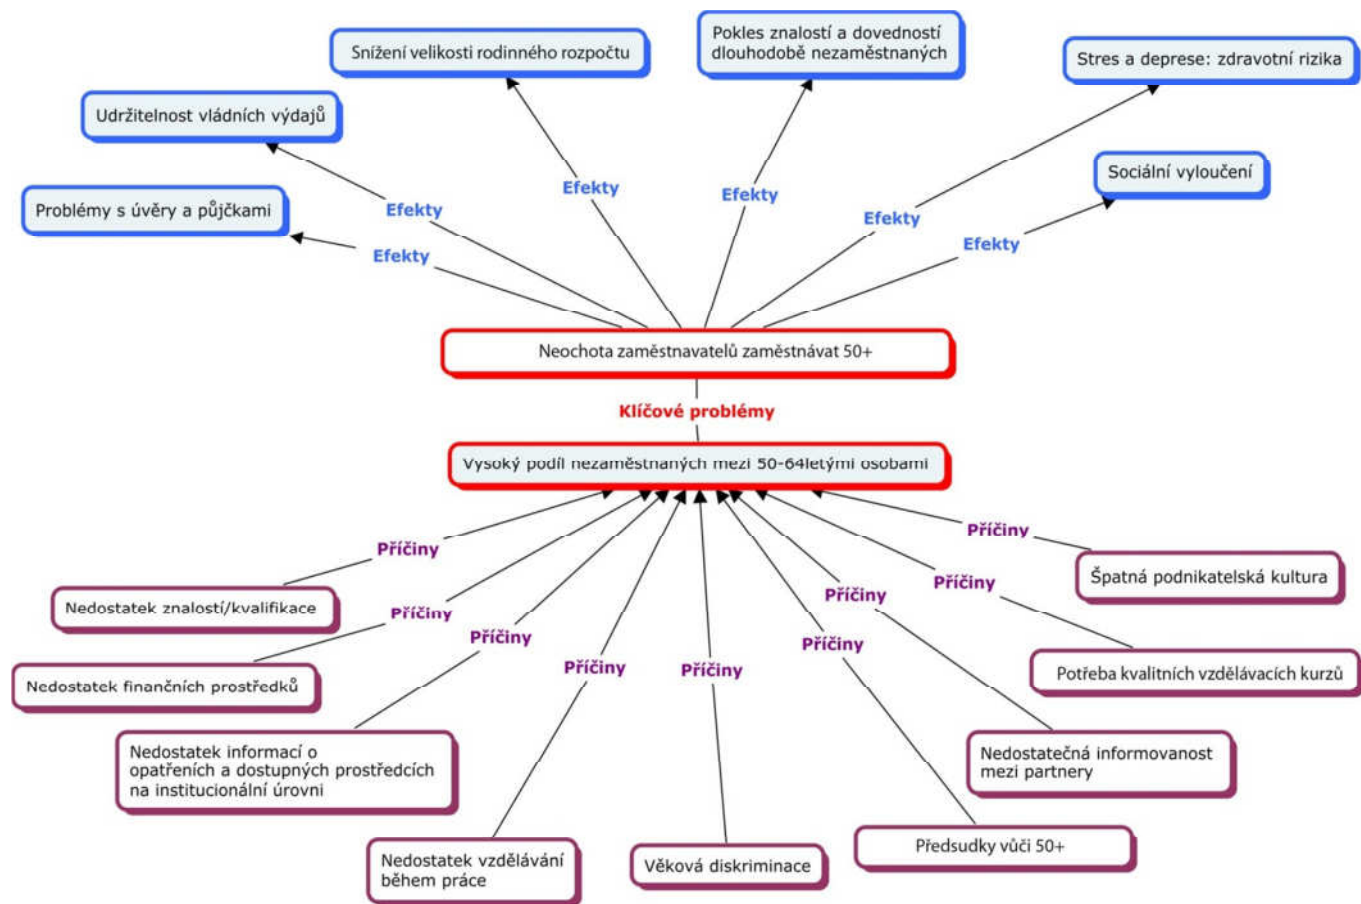 Snížení velikosti rodinného rozpočtu
Pokles znalostí a dovedností
dlouhodobě nezaměstnaných
Stres a deprese: zdravotní rizika
Udržitelnost vládních výdajů
Sociální vyloučení
Problémy s úvěry a půjčkami
Efekty
Efekty
Efekty
Efekty
Efekty
Efekty
Neochota zaměstnavatelů zaměstnávat 50+
Klíčové problémy
Vysoký podíl nezaměstnaných mezi 50-64letými osobami
Příčiny
Příčiny
Příčiny
Příčiny
Příčiny
Příčiny
Příčiny
Příčiny
Příčiny
Špatná podnikatelská kultura
Nedostatek znalostí/kvalifikace
Potřeba kvalitních vzdělávacích kurzů
Nedostatek finančních prostředků
Nedostatek informací o
opatřeních a dostupných prostředcích
na institucionální úrovni
Nedostatečná informovanost
mezi partnery
Předsudky vůči 50+
Nedostatek vzdělávání
během práce
Věková diskriminace